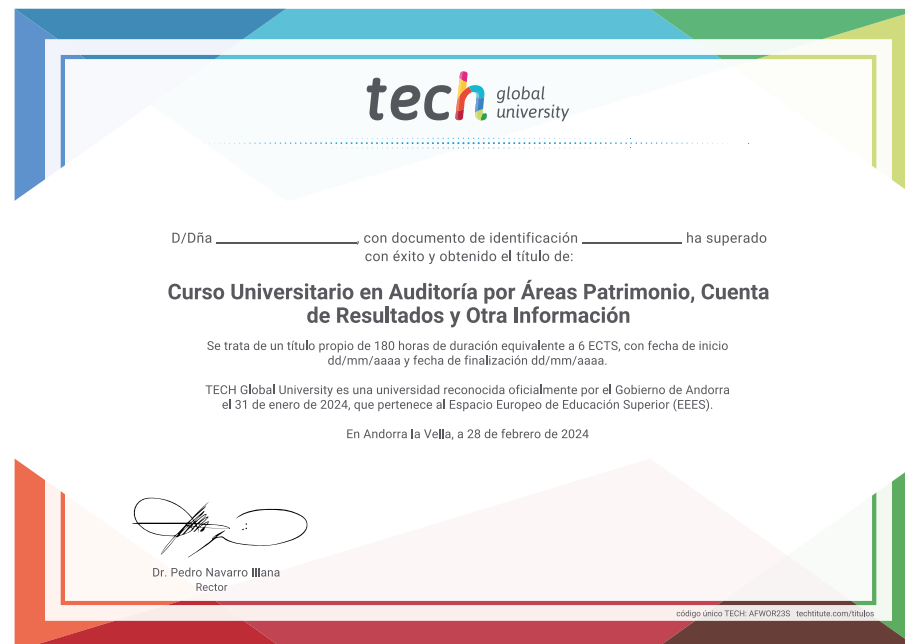 tech global university
D/Dña ____________________, con documento de identificación ______________ ha superado
con éxito y obtenido el título de:
Curso Universitario en Auditoría por Áreas Patrimonio, Cuenta
de Resultados y Otra Información
Se trata de un título propio de 180 horas de duración equivalente a 6 ECTS, con fecha de inicio
dd/mm/aaaa y fecha de finalización dd/mm/aaaa.
TECH Global University es una universidad reconocida oficialmente por el Gobierno de Andorra
el 31 de enero de 2024, que pertenece al Espacio Europeo de Educación Superior (EEES).
En Andorra la Vella, a 28 de febrero de 2024
Dr. Pedro Navarro Illana
Rector
código único TECH: AFWOR23S techtitute.com/titulos